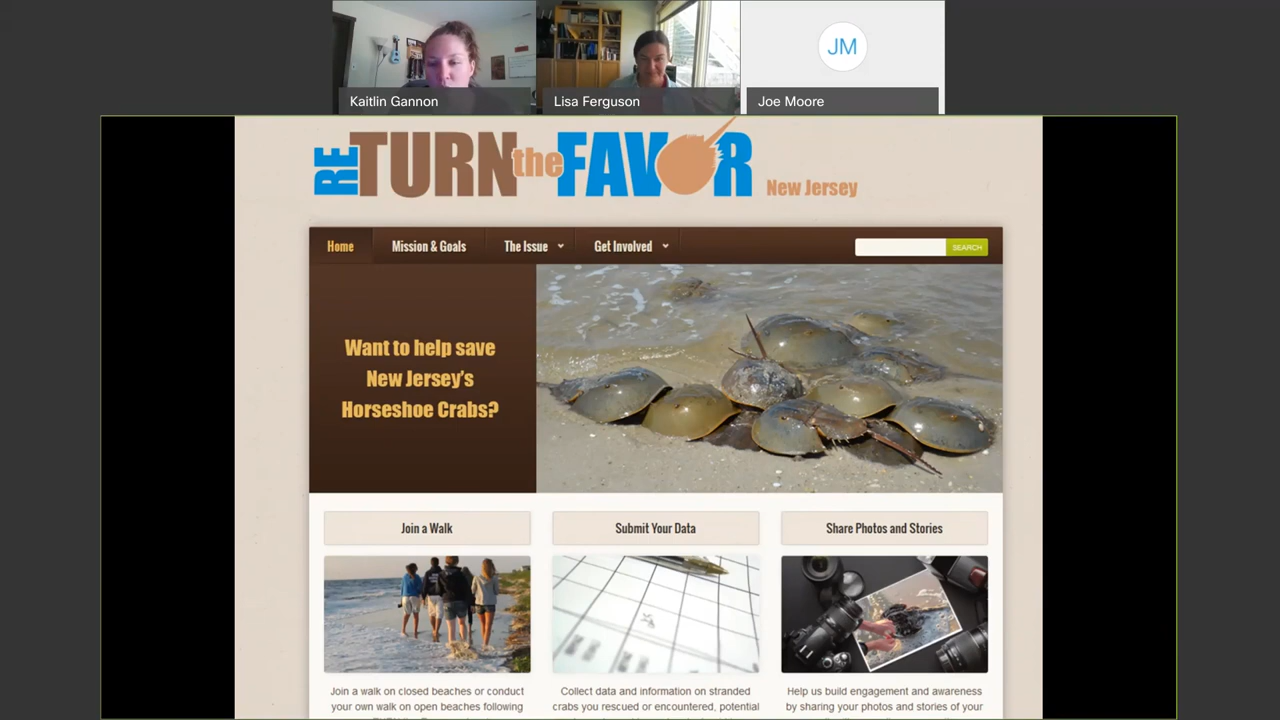 JM
Kaitlin Gannon
Lisa Ferguson
Joe Moore
RETURN the FAVOR New Jersey
Home Mission & Goals The Issue Get Involved SEARCH
Want to help save
New Jersey's
Horseshoe Crabs?
Join a Walk
Submit Your Data
Share Photos and Stories
Join a walk on closed beaches or conduct
your own walk on open beaches following
Collect data and information on stranded
crabs you rescued or encountered, potential
Help us build engagement and awareness
by sharing your photos and stories of your